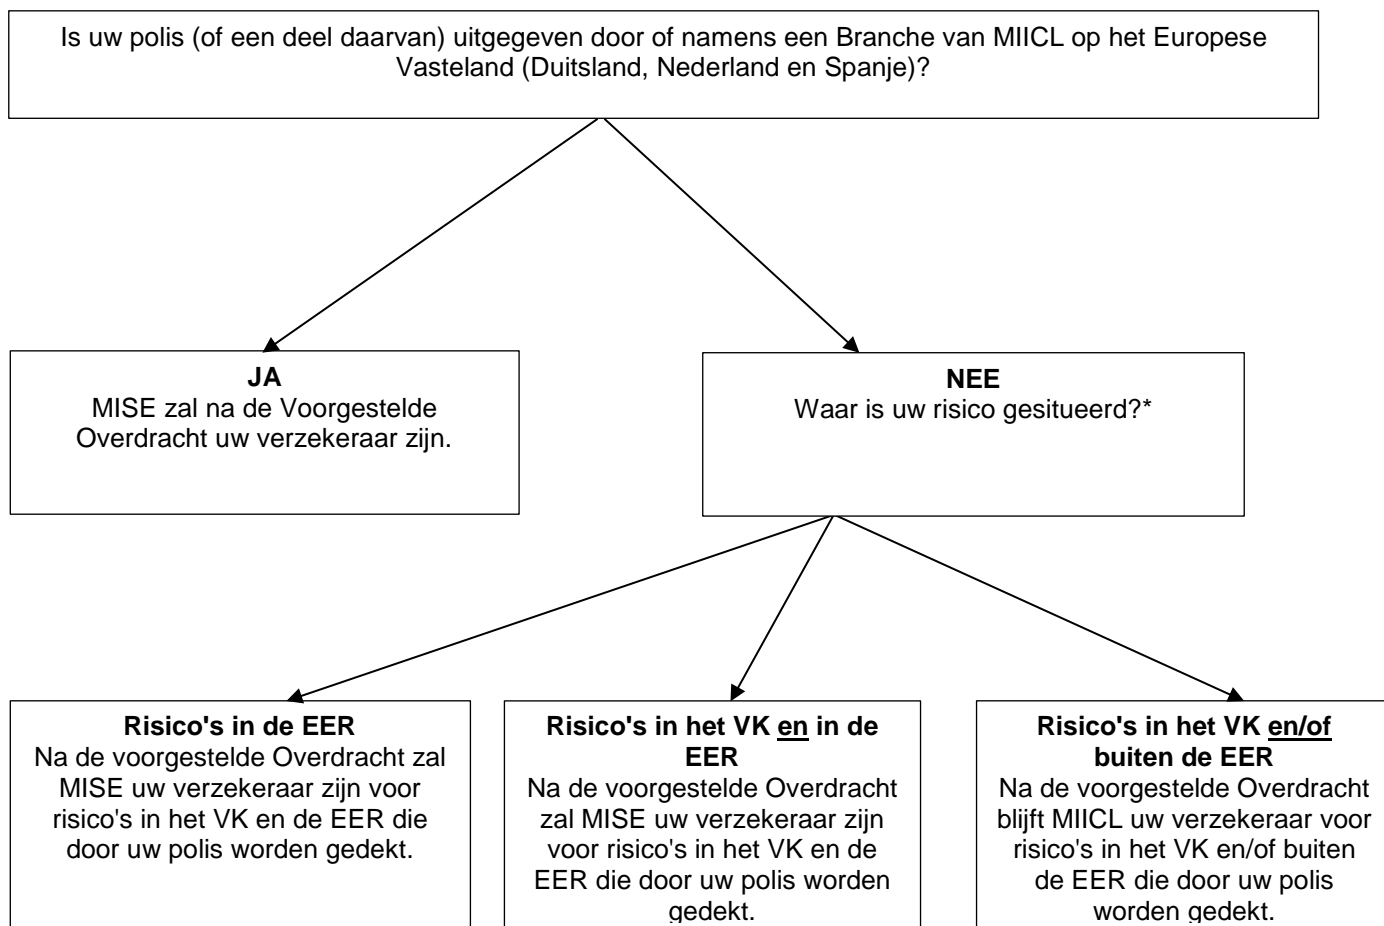 Is uw polis (of een deel daarvan) uitgegeven door of namens een Branche van MIICL op het Europese
Vasteland (Duitsland, Nederland en Spanje)?
JA
MISE zal na de Voorgestelde
Overdracht uw verzekeraar zijn.
NEE
Waar is uw risico gesitueerd?*
Risico's in de EER
Na de voorgestelde Overdracht zal
MISE uw verzekeraar zijn voor
risico's in het VK en de EER die
door uw polis worden gedekt.
Risico's in het VK en in de
EER
Na de voorgestelde Overdracht
zal MISE uw verzekeraar zijn
voor risico's in het VK en de
EER die door uw polis worden
gedekt.
Risico's in het VK en/of
buiten de EER
Na de voorgestelde Overdracht
blijft MIICL uw verzekeraar voor
risico's in het VK en/of buiten
de EER die door uw polis
worden gedekt.